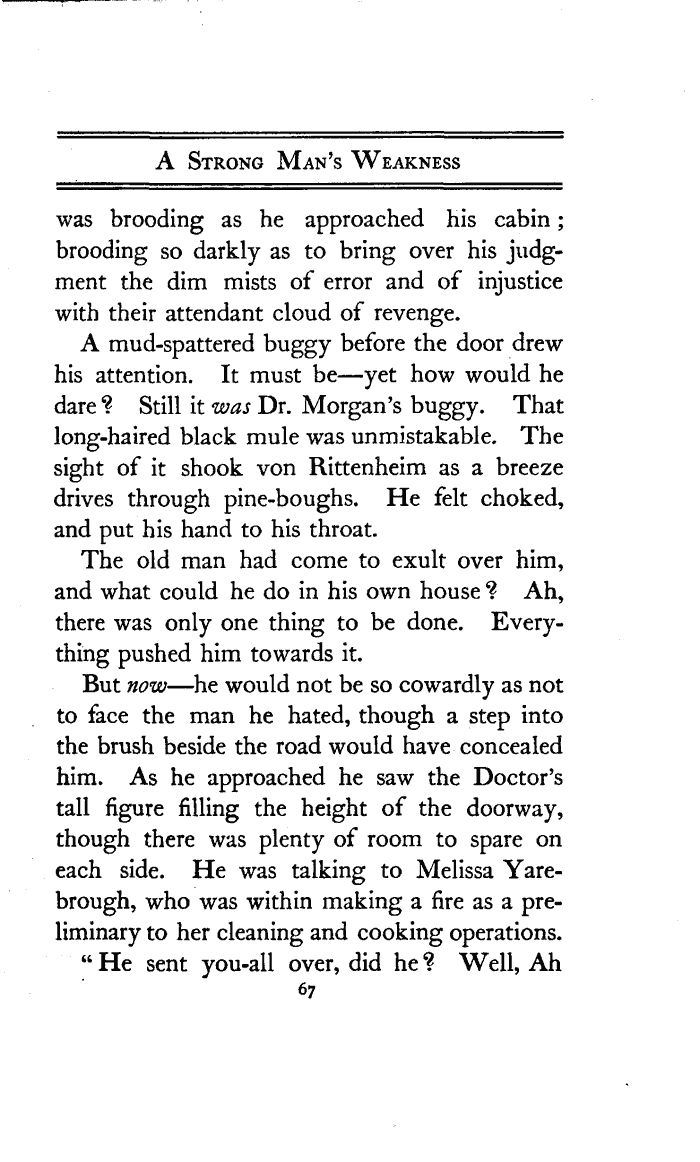 A Strong Man's Weakness
was brooding as he approached his cabin;
brooding so darkly as to bring over his judg-
ment the dim mists of error and of injustice
with their attendant cloud of revenge.
A mud-spattered buggy before the door drew
his attention. It must be—yet how would he
dare? Still it was Dr. Morgan's buggy. That
long-haired black mule was unmistakable. The
sight of it shook von Rittenheim as a breeze
drives through pine-boughs. He felt choked,
and put his hand to his throat.
The old man had come to exult over him,
and what could he do in his own house? Ah,
there was only one thing to be done. Every-
thing pushed him towards it.
But now—he would not be so cowardly as not
to face the man he hated, though a step into
the brush beside the road would have concealed
him. As he approached he saw the Doctor's
tall figure filling the height of the doorway,
though there was plenty of room to spare on
each side. He was talking to Melissa Yare-
brough, who was within making a fire as a pre-
liminary to her cleaning and cooking operations.
"He sent you-all over, did he? Well, Ah
67